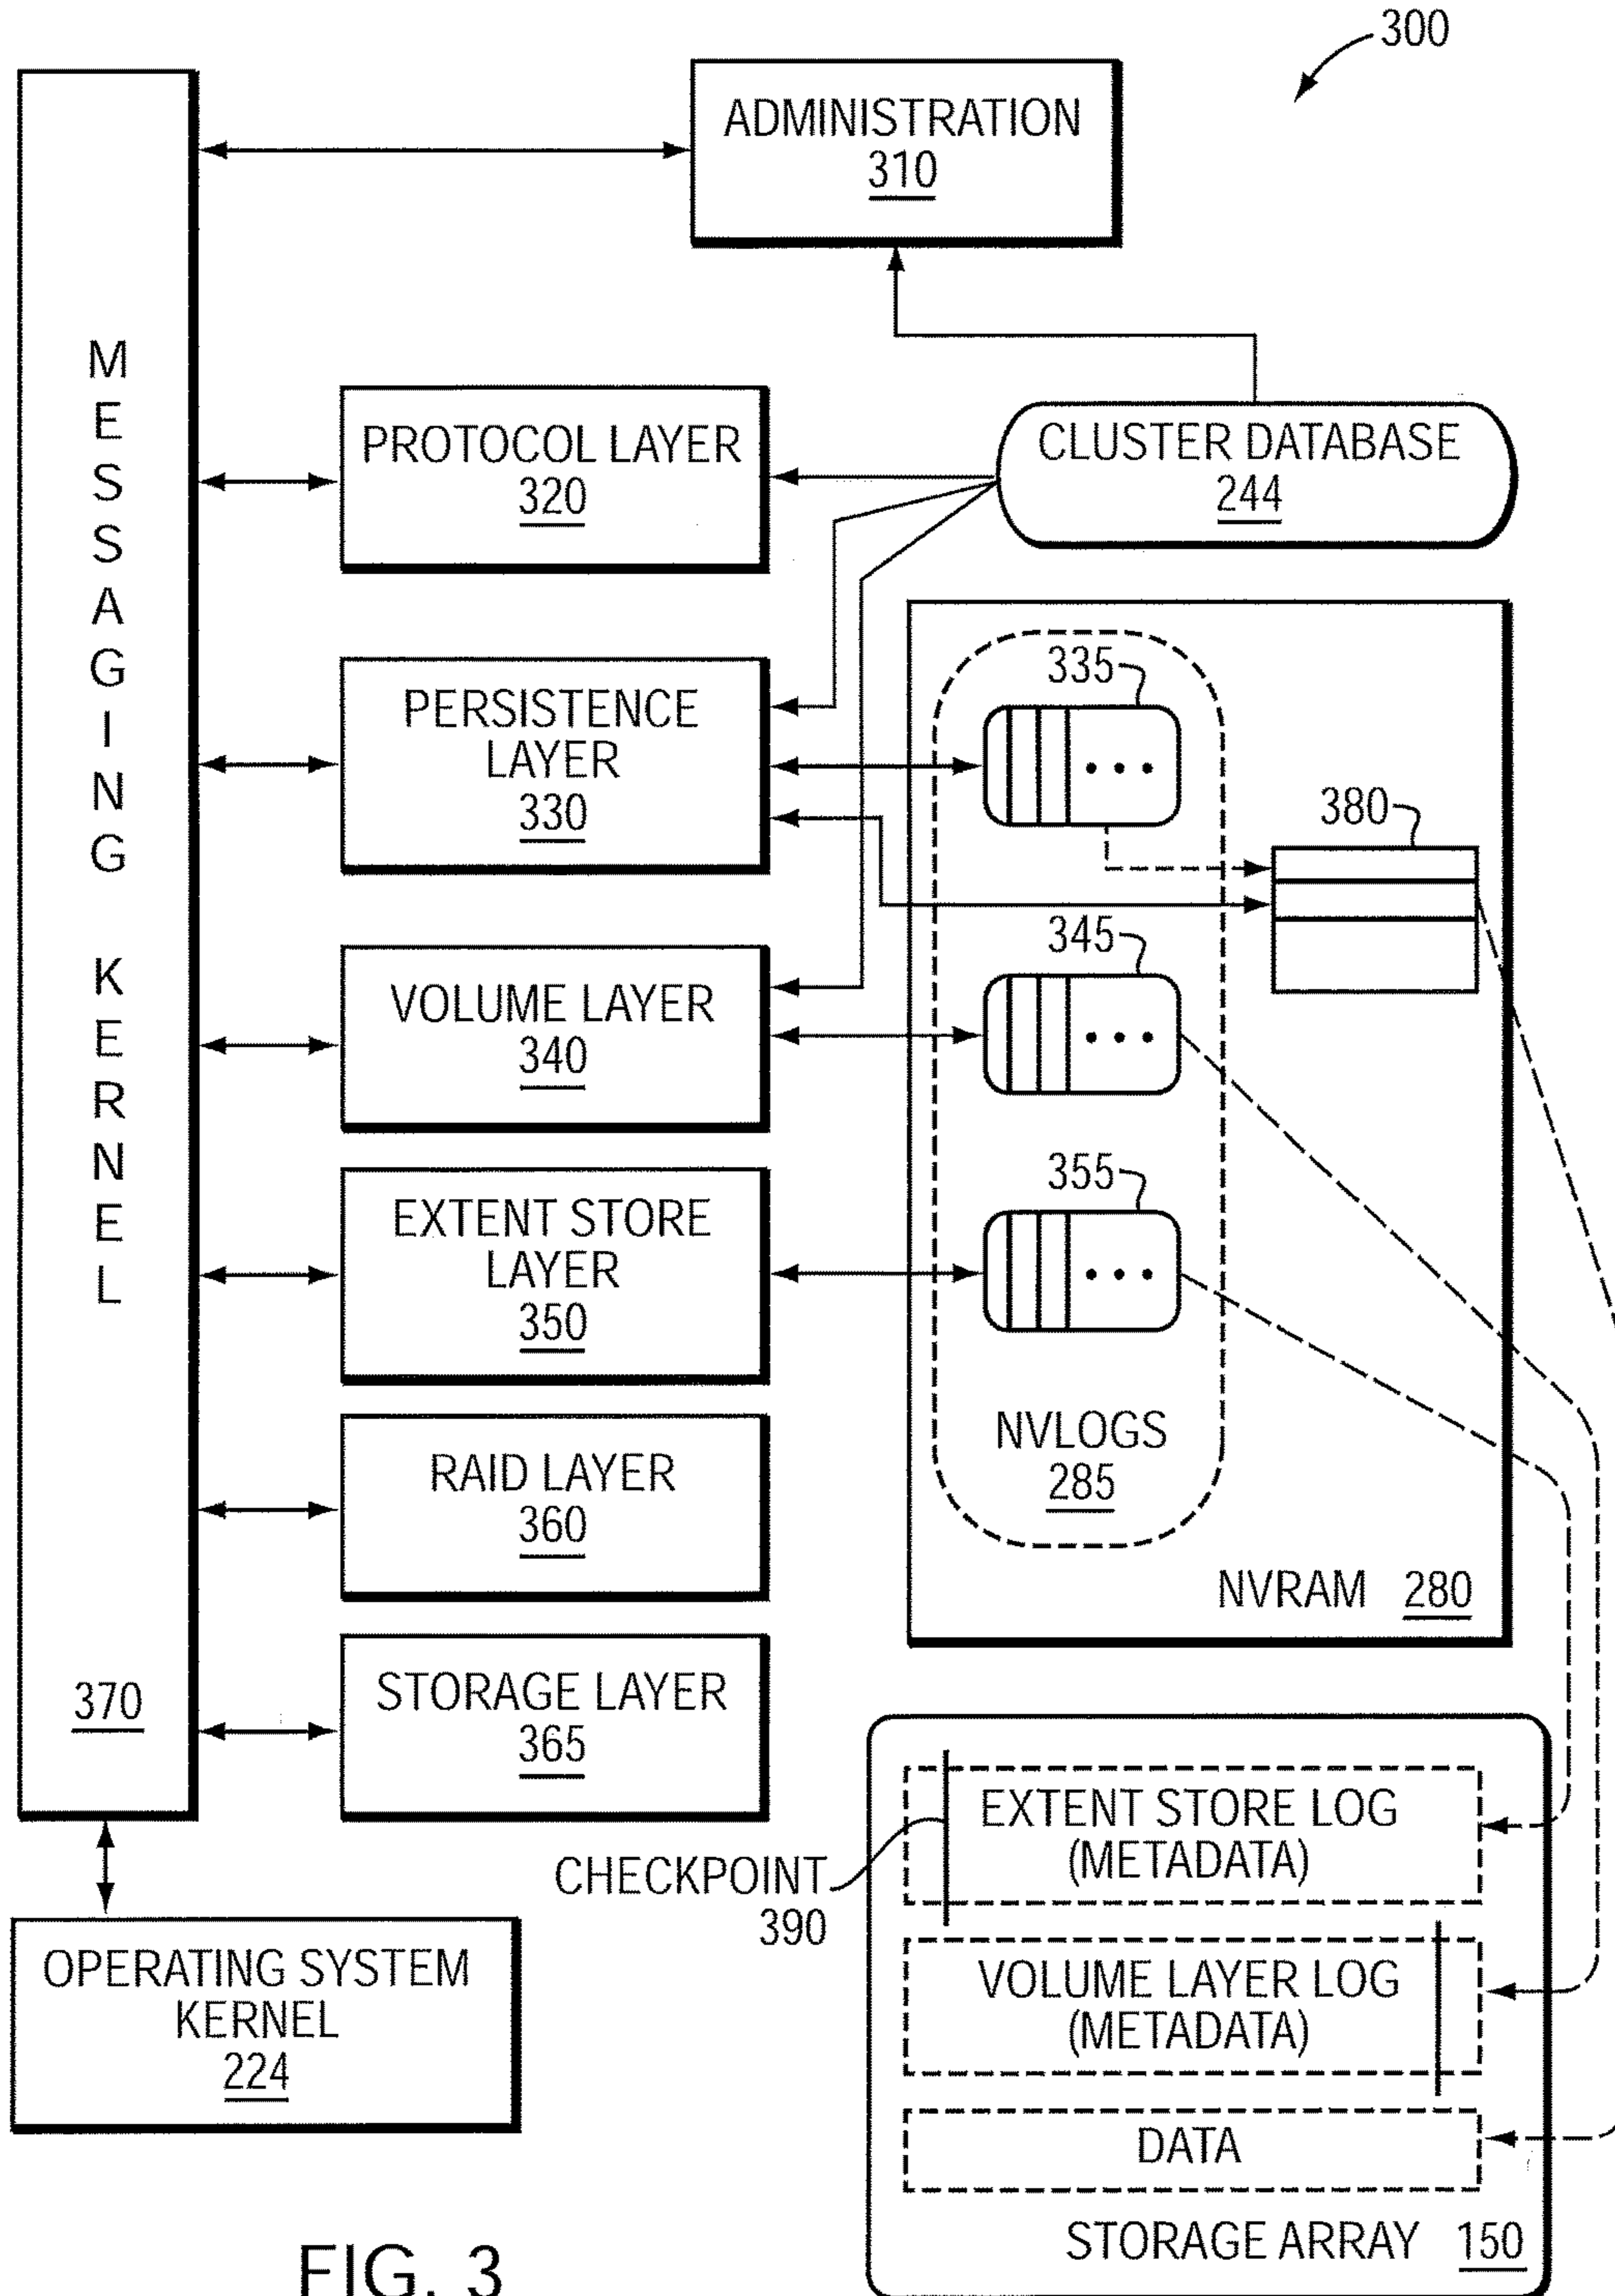 300
ADMINISTRATION
310
MESSAGING KERNEL
370
PROTOCOL LAYER
320
CLUSTER DATABASE
244
PERSISTENCE
LAYER
330
335
380
VOLUME LAYER
340
345
EXTENT STORE
LAYER
350
355
NVLOGS
285
NVRAM 280
RAID LAYER
360
STORAGE LAYER
365
OPERATING SYSTEM
KERNEL
224
CHECKPOINT
390
EXTENT STORE LOG
(METADATA)
VOLUME LAYER LOG
(METADATA)
DATA
STORAGE ARRAY 150
FIG. 3